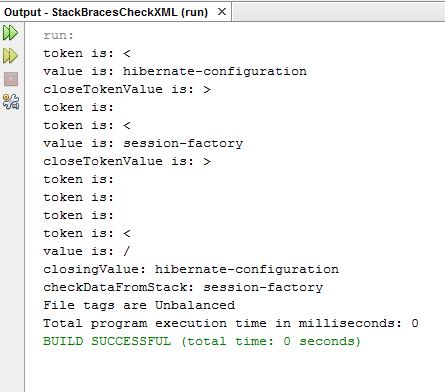 Output - StackBracesCheckXML (run)
run:
token is: <
value is: hibernate-configuration
closeTokenValue is: >
token is:
token is: <
value is: session-factory
closeTokenValue is: >
token is:
token is:
token is:
token is: <
value is: /
closingValue: hibernate-configuration
checkDataFromStack: session-factory
File tags are Unbalanced
Total program execution time in milliseconds: 0
BUILD SUCCESSFUL (total time: 0 seconds)